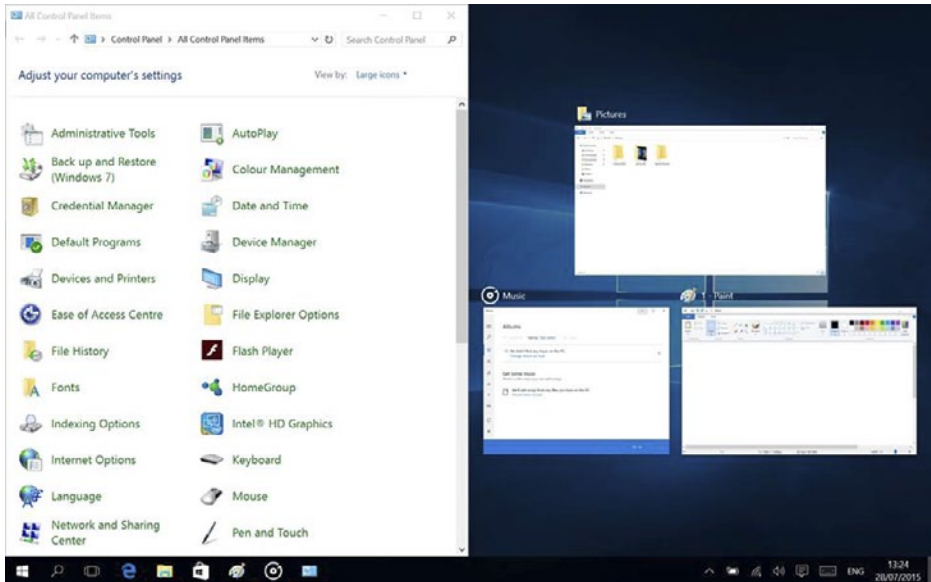 All Control Panel Items
Control Panel > All Control Panel Items
Search Control Panel
Adjust your computer's settings
View by: Large icons
Administrative Tools
AutoPlay
Back up and Restore
(Windows 7)
Colour Management
Credential Manager
Date and Time
Default Programs
Device Manager
Devices and Printers
Display
Ease of Access Centre
File Explorer Options
File History
Flash Player
Fonts
HomeGroup
Indexing Options
Intel® HD Graphics
Internet Options
Keyboard
Language
Mouse
Network and Sharing
Center
Pen and Touch
Pictures
Music
1 - Paint
Albums
Get some music
ENG
13:24
28/07/2015